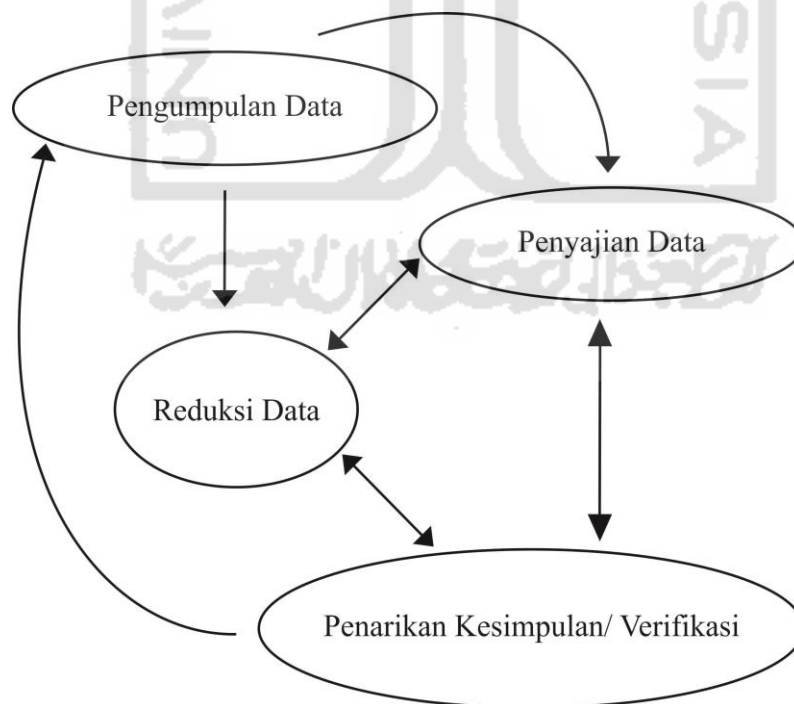 Pengumpulan Data
Penyajian Data
Reduksi Data
Penarikan Kesimpulan/ Verifikasi